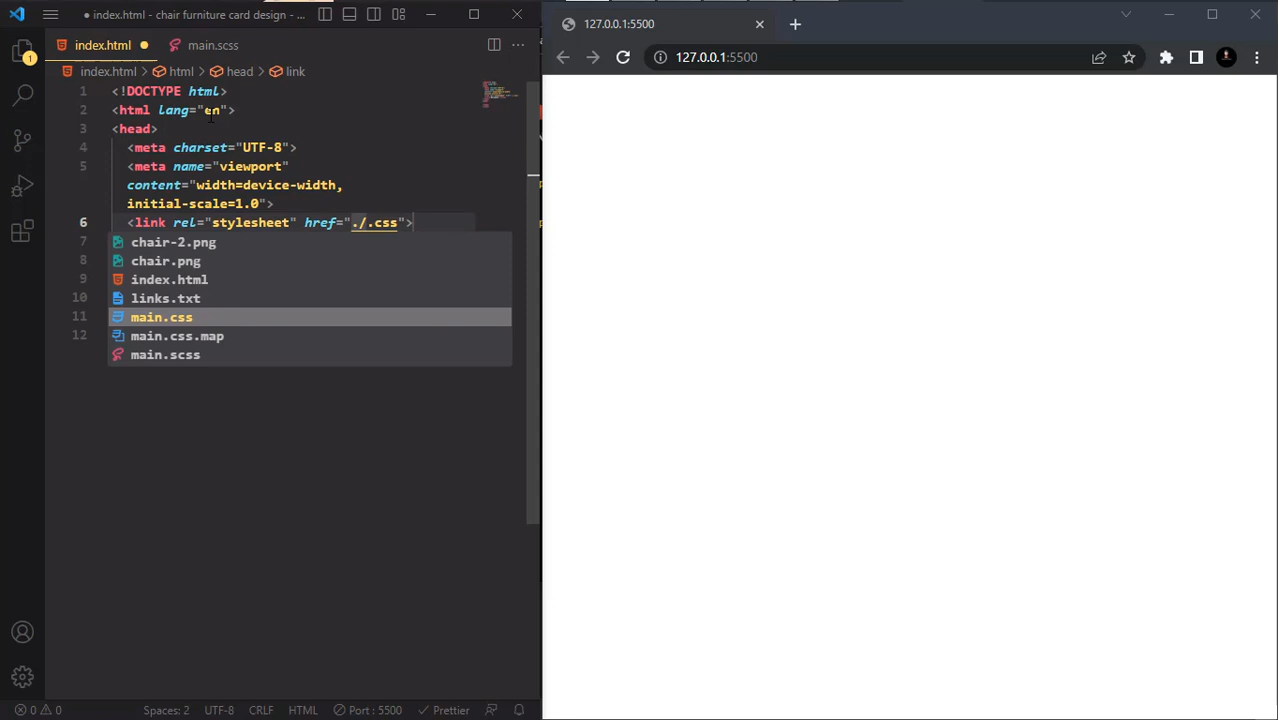 index.html - chair furniture card design - ...
127.0.0.1:5500
index.html
main.scss
127.0.0.1:5500
index.html > html > head > link
1 <!DOCTYPE html>
2 <html lang="en">
3 <head>
4 <meta charset="UTF-8">
5 <meta name="viewport"
content="width=device-width,
initial-scale=1.0">
6 <link rel="stylesheet" href="./.css">
7 chair-2.png
8 chair.png
9 index.html
10 links.txt
11 main.css
12 main.css.map
main.scss
1
0 0 Spaces: 2 UTF-8 CRLF HTML Port : 5500 Prettier